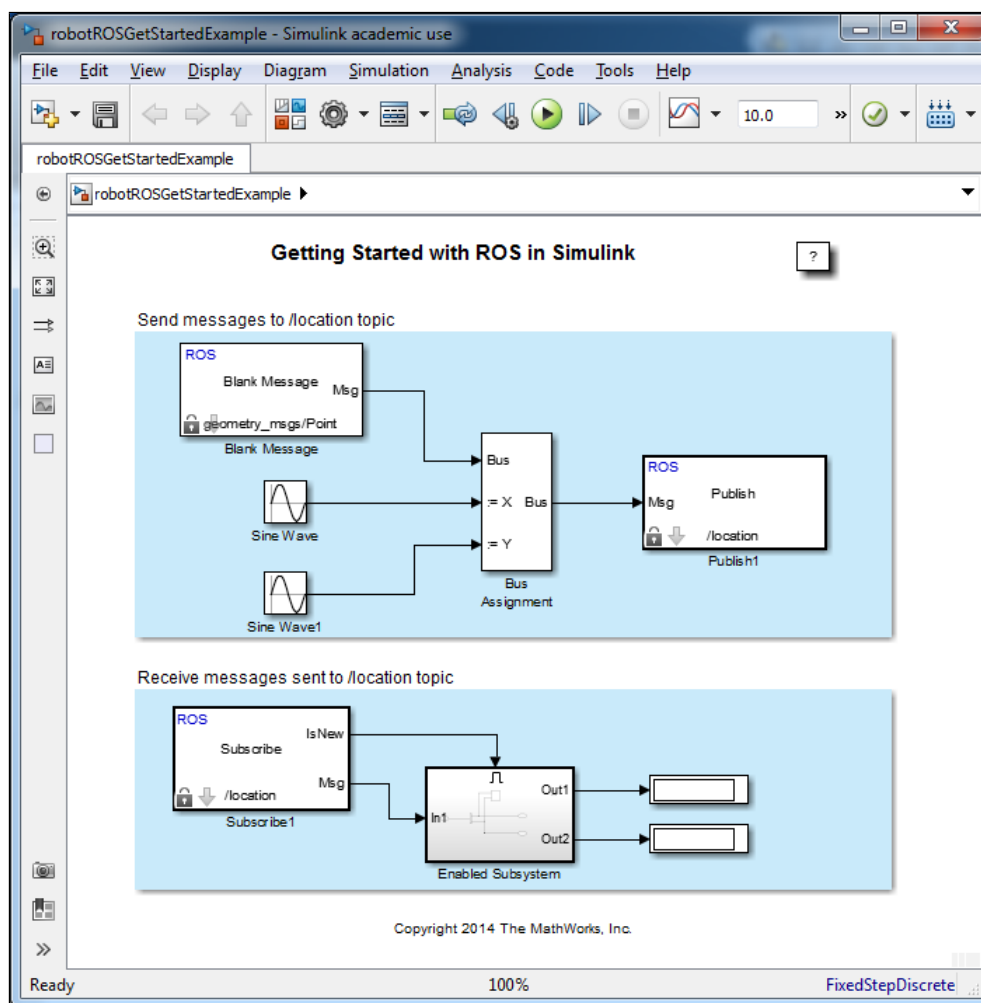 robotROSGetStartedExample - Simulink academic use
File Edit View Display Diagram Simulation Analysis Code Tools Help
10.0
»
robotROSGetStartedExample
robotROSGetStartedExample
Getting Started with ROS in Simulink
?
Send messages to /location topic
ROS
Blank Message
Msg
geometry_msgs/Point
Blank Message
Bus
:= X
:= Y
Bus
Bus
Assignment
Sine Wave
Sine Wave1
ROS
Msg
Publish
/location
Publish1
Receive messages sent to /location topic
ROS
IsNew
Subscribe
Msg
/location
Subscribe1
In1
Out1
Out2
Enabled Subsystem
Copyright 2014 The MathWorks, Inc.
Ready 100% FixedStepDiscrete